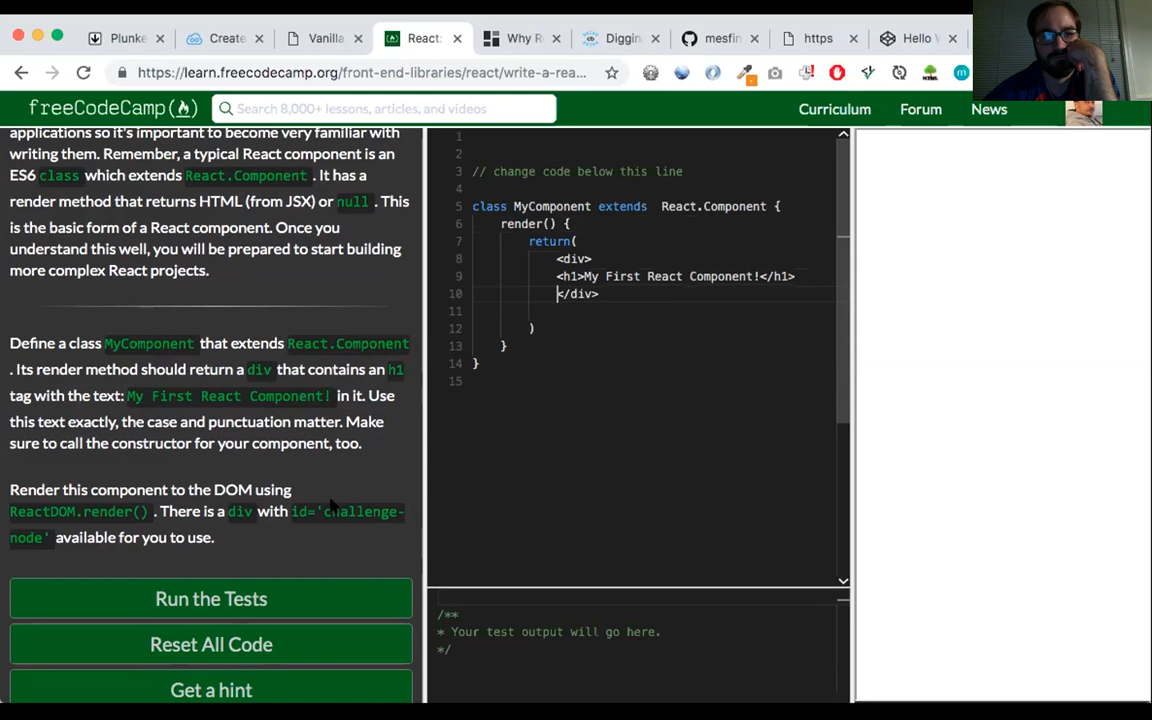 Plunke
Create
Vanilla
React:
Why R
Diggin
mesfin
https
Hello W
https://learn.freecodecamp.org/front-end-libraries/react/write-a-rea...
freeCodeCamp
Search 8,000+ lessons, articles, and videos
Curriculum
Forum
News
applications so it's important to become very familiar with
writing them. Remember, a typical React component is an
ES6 class which extends React.Component . It has a
render method that returns HTML (from JSX) or null . This
is the basic form of a React component. Once you
understand this well, you will be prepared to start building
more complex React projects.
Define a class MyComponent that extends React.Component
. Its render method should return a div that contains an h1
tag with the text: My First React Component! in it. Use
this text exactly, the case and punctuation matter. Make
sure to call the constructor for your component, too.
Render this component to the DOM using
ReactDOM.render() . There is a div with id='challenge-
node' available for you to use.
Run the Tests
Reset All Code
Get a hint
1
2
3 // change code below this line
4
5 class MyComponent extends React.Component {
6 render() {
7 return(
8 <div>
9 <h1>My First React Component!</h1>
10 </div>
11
12 )
13 }
14 }
15
/**
* Your test output will go here.
*/